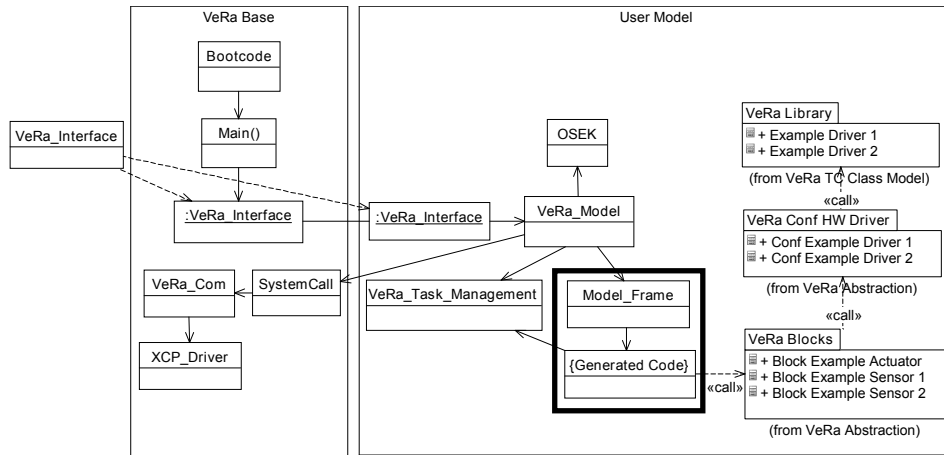 VeRa Base
User Model
Bootcode
VeRa_Interface
Main()
OSEK
VeRa Library
+ Example Driver 1
+ Example Driver 2
(from VeRa TC Class Model)
«call»
:VeRa_Interface
:VeRa_Interface
VeRa_Model
VeRa Conf HW Driver
+ Conf Example Driver 1
+ Conf Example Driver 2
(from VeRa Abstraction)
«call»
VeRa_Com
SystemCall
VeRa_Task_Management
Model_Frame
XCP_Driver
{Generated Code}
«call»
VeRa Blocks
+ Block Example Actuator
+ Block Example Sensor 1
+ Block Example Sensor 2
(from VeRa Abstraction)